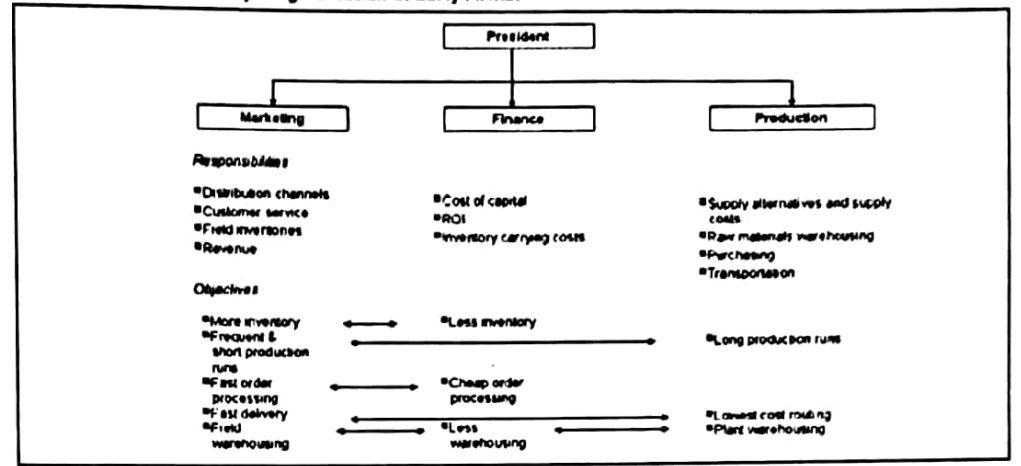 President
Marketing
Finance
Production
Responsibilities
▪Distribution channels
▪Customer service
▪Field inventories
▪Revenue
▪Cost of capital
▪ROI
▪Inventory carrying costs
▪Supply alternatives and supply
costs
▪Raw materials warehousing
▪Purchasing
▪Transportation
Objectives
▪More inventory
▪Less inventory
▪Frequent &
short production
runs
▪Long production runs
▪Fast order
processing
▪Cheap order
processing
▪Fast delivery
▪Lowest cost routing
▪Field
warehousing
▪Less
warehousing
▪Plant warehousing